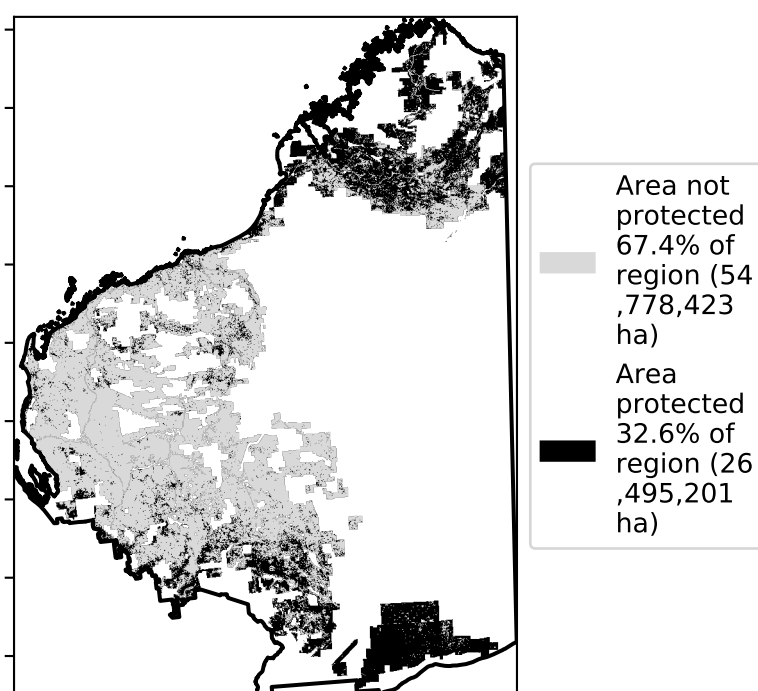 Area not
protected
67.4% of
region (54
,778,423
ha)
Area
protected
32.6% of
region (26
,495,201
ha)